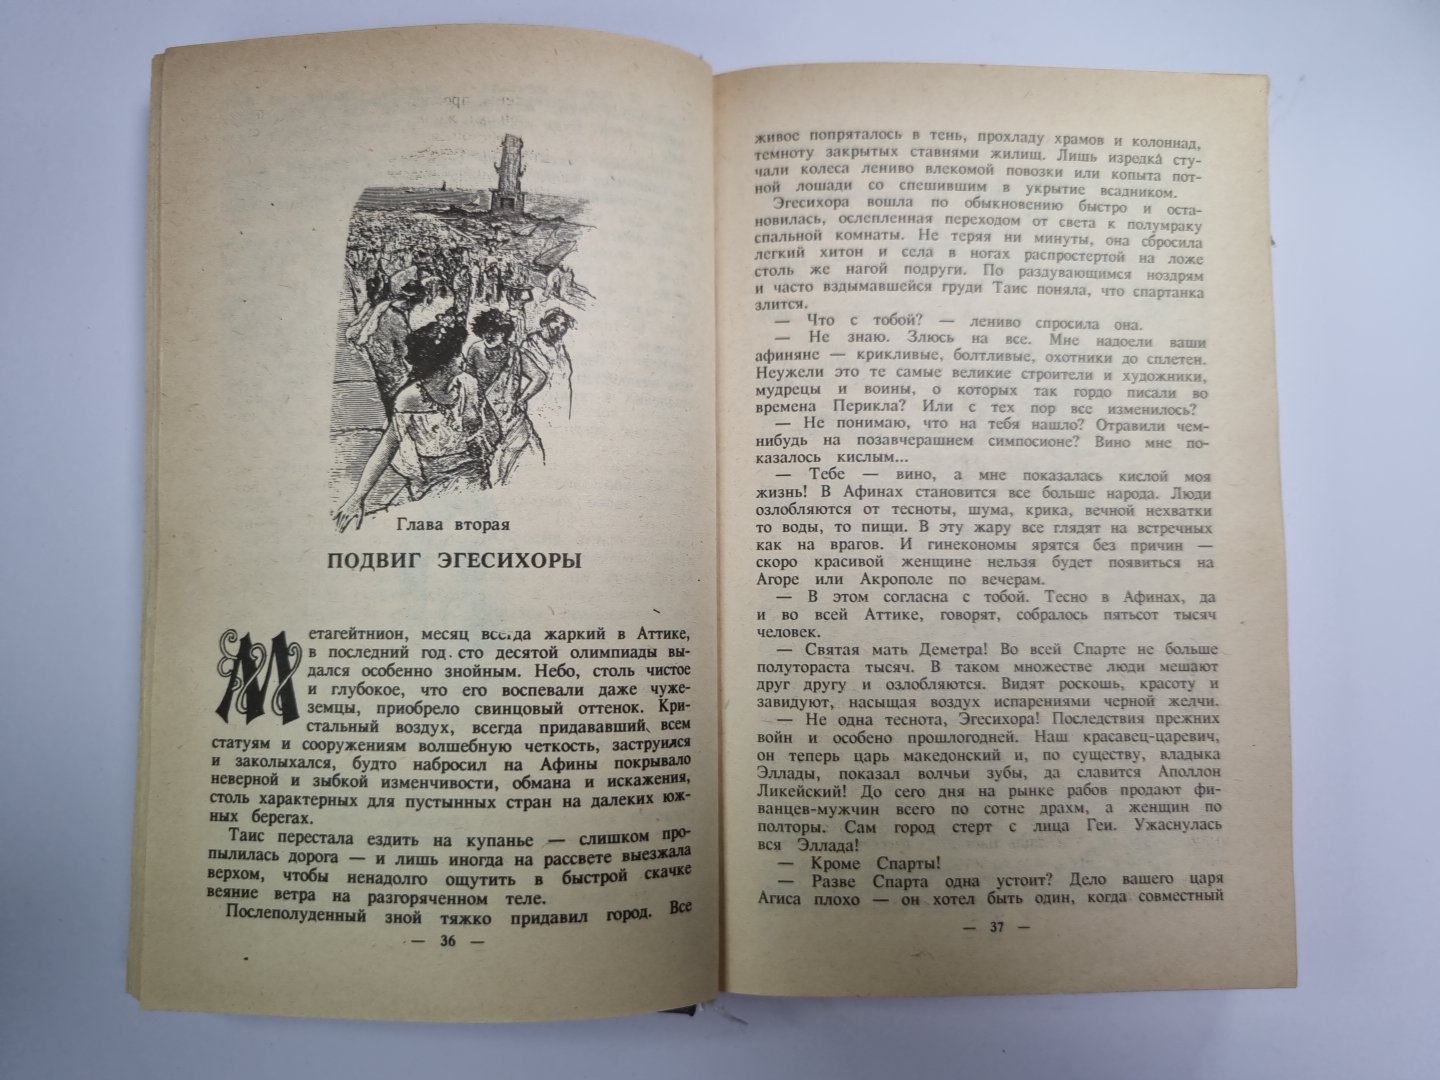 Глава вторая
ПОДВИГ ЭГЕСИХОРЫ
Метагейтнион, месяц всегда жаркий в Аттике,
в последний год сто десятой олимпиады вы-
дался особенно знойным. Небо, столь чистое
и глубокое, что его воспевали даже чуже-
земцы, приобрело свинцовый оттенок. Кри-
стальный воздух, всегда придававший всем
статуям и сооружениям волшебную четкость, заструился
и заколыхался, будто набросил на Афины покрывало
неверной и зыбкой изменчивости, обмана и искажения,
столь характерных для пустынных стран на далеких юж-
ных берегах.
Таис перестала ездить на купанье — слишком про-
пылилась дорога — и лишь иногда на рассвете выезжала
верхом, чтобы ненадолго ощутить в быстрой скачке
веяние ветра на разгоряченном теле.
Послеполуденный зной тяжко придавил город. Все
— 36 —
живое попряталось в тень, прохладу храмов и колоннад,
темноту закрытых ставнями жилищ. Лишь изредка сту-
чали колеса лениво влекомой повозки или копыта пот-
ной лошади со спешившим в укрытие всадником.
Эгесихора вошла по обыкновению быстро и оста-
новилась, ослепленная переходом от света к полумраку
спальной комнаты. Не теряя ни минуты, она сбросила
легкий хитон и села в ногах распростертой на ложе
столь же нагой подруги. По раздувающимся ноздрям
и часто вздымавшейся груди Таис поняла, что спартанка
злится.
— Что с тобой? — лениво спросила она.
— Не знаю. Злюсь на все. Мне надоели ваши
афиняне — крикливые, болтливые, охотники до сплетен.
Неужели это те самые великие строители и художники,
мудрецы и воины, о которых так гордо писали во
времена Перикла? Или с тех пор все изменилось?
— Не понимаю, что на тебя нашло? Отравили чем-
нибудь на позавчерашнем симпосионе? Вино мне по-
казалось кислым...
— Тебе — вино, а мне показалась кислой моя
жизнь! В Афинах становится все больше народа. Люди
озлобляются от тесноты, шума, крика, вечной нехватки
то воды, то пищи. В эту жару все глядят на встречных
как на врагов. И гинекономы ярятся без причин —
скоро красивой женщине нельзя будет появиться на
Агоре или Акрополе по вечерам.
— В этом согласна с тобой. Тесно в Афинах, да
и во всей Аттике, говорят, собралось пятьсот тысяч
человек.
— Святая мать Деметра! Во всей Спарте не больше
полутораста тысяч. В таком множестве люди мешают
друг другу и озлобляются. Видят роскошь, красоту и
завидуют, насыщая воздух испарениями черной желчи.
— Не одна теснота, Эгесихора! Последствия прежних
войн и особено прошлогодней. Наш красавец-царевич,
он теперь царь македонский и, по существу, владыка
Эллады, показал волчьи зубы, да славится Аполлон
Ликейский! До сего дня на рынке рабов продают фи-
ванцев-мужчин всего по сотне драхм, а женщин по
полторы. Сам город стерт с лица Геи. Ужаснулась
вся Эллада!
— Кроме Спарты!
— Разве Спарта одна устоит? Дело вашего царя
Агиса плохо — он хотел быть один, когда совместный
— 37 —